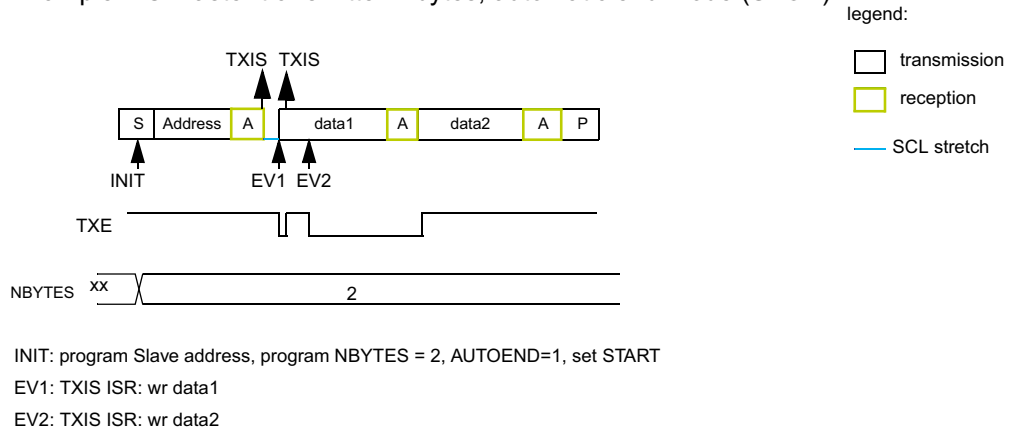 legend:
transmission
reception
SCL stretch
TXIS TXIS
S Address A data1 A data2 A P
INIT EV1 EV2
TXE
NBYTES xx 2
INIT: program Slave address, program NBYTES = 2, AUTOEND=1, set START
EV1: TXIS ISR: wr data1
EV2: TXIS ISR: wr data2